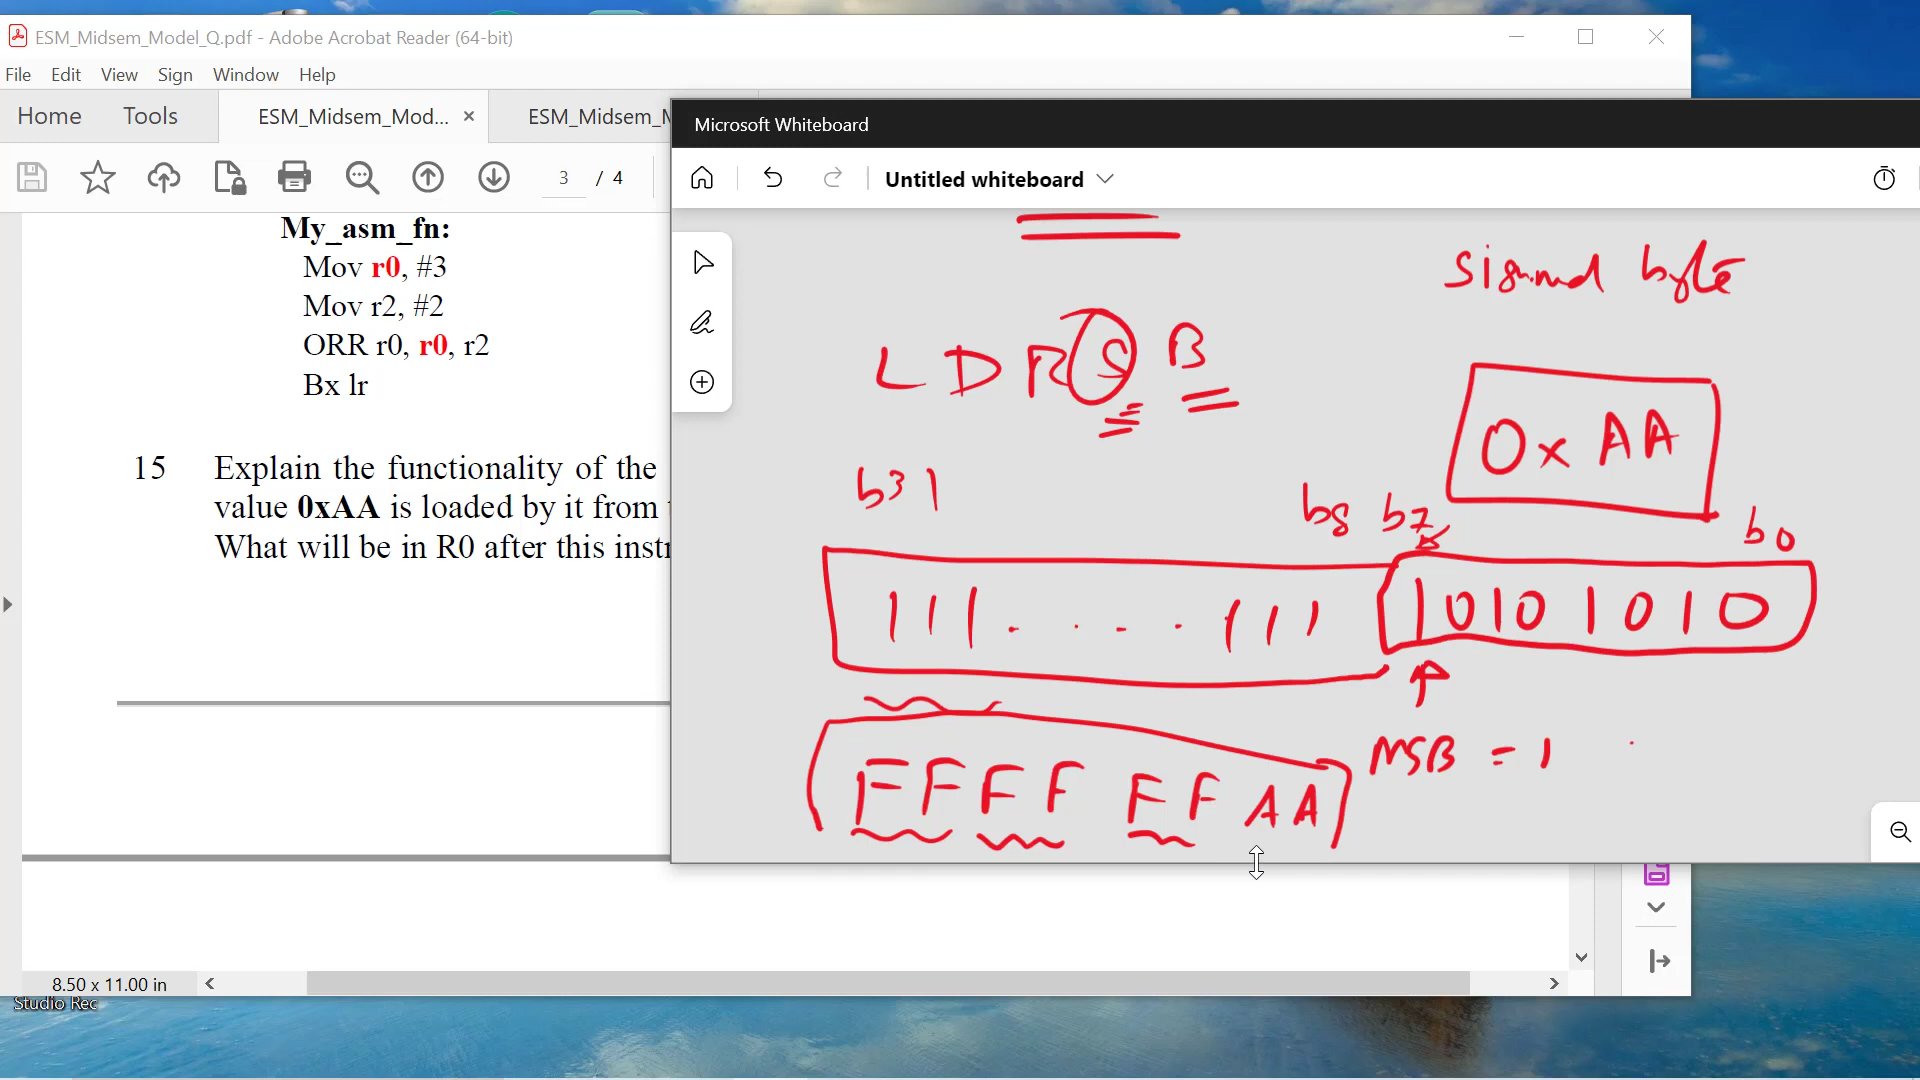 ESM_Midsem_Model_Q.pdf - Adobe Acrobat Reader (64-bit)
File Edit View Sign Window Help
Home Tools ESM_Midsem_Mod... × ESM_Midsem_M
3 / 4
My_asm_fn:
Mov r0, #3
Mov r2, #2
ORR r0, r0, r2
Bx lr
15 Explain the functionality of the
value 0xAA is loaded by it from
What will be in R0 after this inst
8.50 x 11.00 in
Studio Rec
Microsoft Whiteboard
Untitled whiteboard
signed byte
LDRSB
0xAA
b31 b8 b7 b0
111. . . . . 111 10101010
MSB = 1
FFFF FFAA